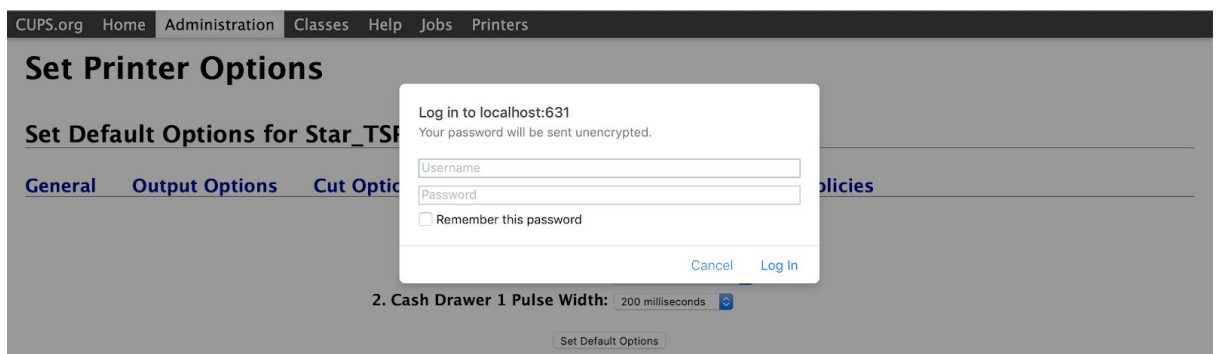 CUPS.org Home Administration Classes Help Jobs Printers
Set Printer Options
Log in to localhost:631
Your password will be sent unencrypted.
Set Default Options for Star_TSP
Username
General Output Options Cut Optio
Password
Remember this password
Cancel Log In
2. Cash Drawer 1 Pulse Width: 200 milliseconds
Set Default Options